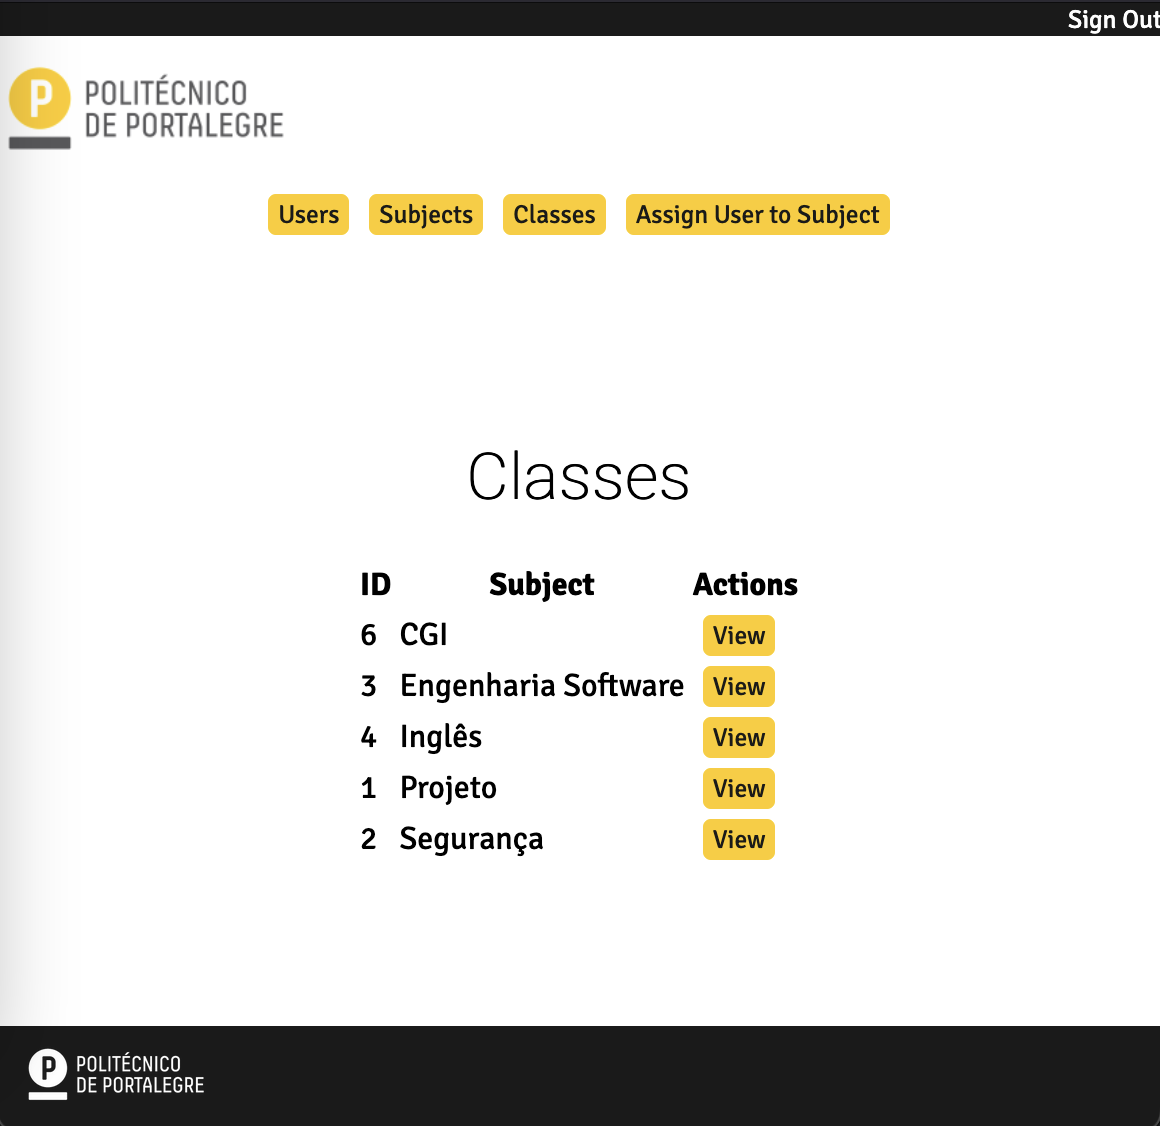 Sign Out
P POLITÉCNICO
DE PORTALEGRE
Users Subjects Classes Assign User to Subject
Classes
ID Subject Actions
6 CGI View
3 Engenharia Software View
4 Inglês View
1 Projeto View
2 Segurança View
P POLITÉCNICO
DE PORTALEGRE